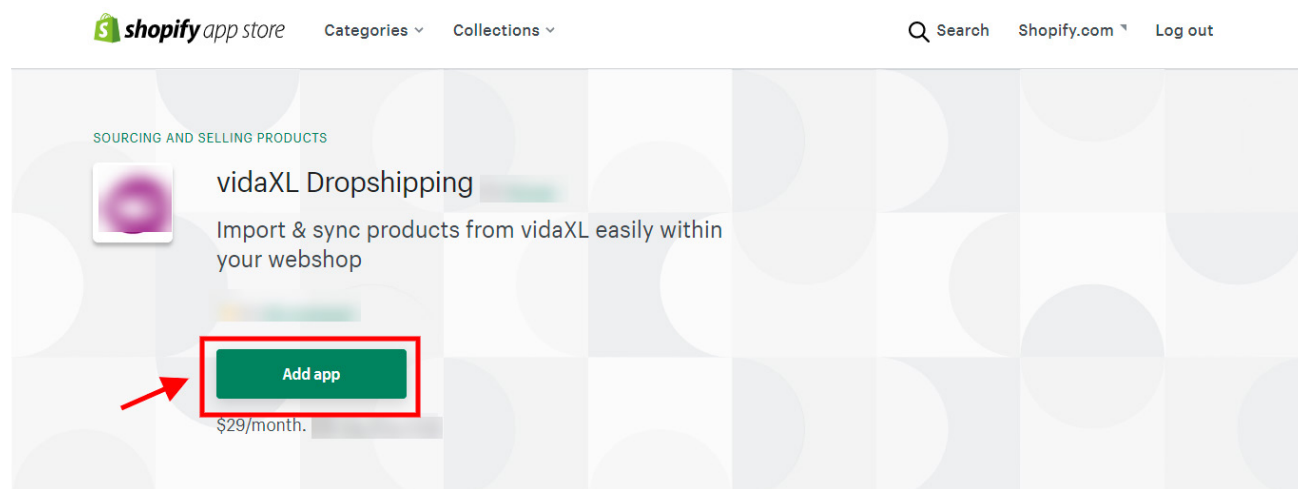 shopify app store Categories Collections Search Shopify.com Log out
SOURCING AND SELLING PRODUCTS
vidaXL Dropshipping
Import & sync products from vidaXL easily within
your webshop
Add app
$29/month.